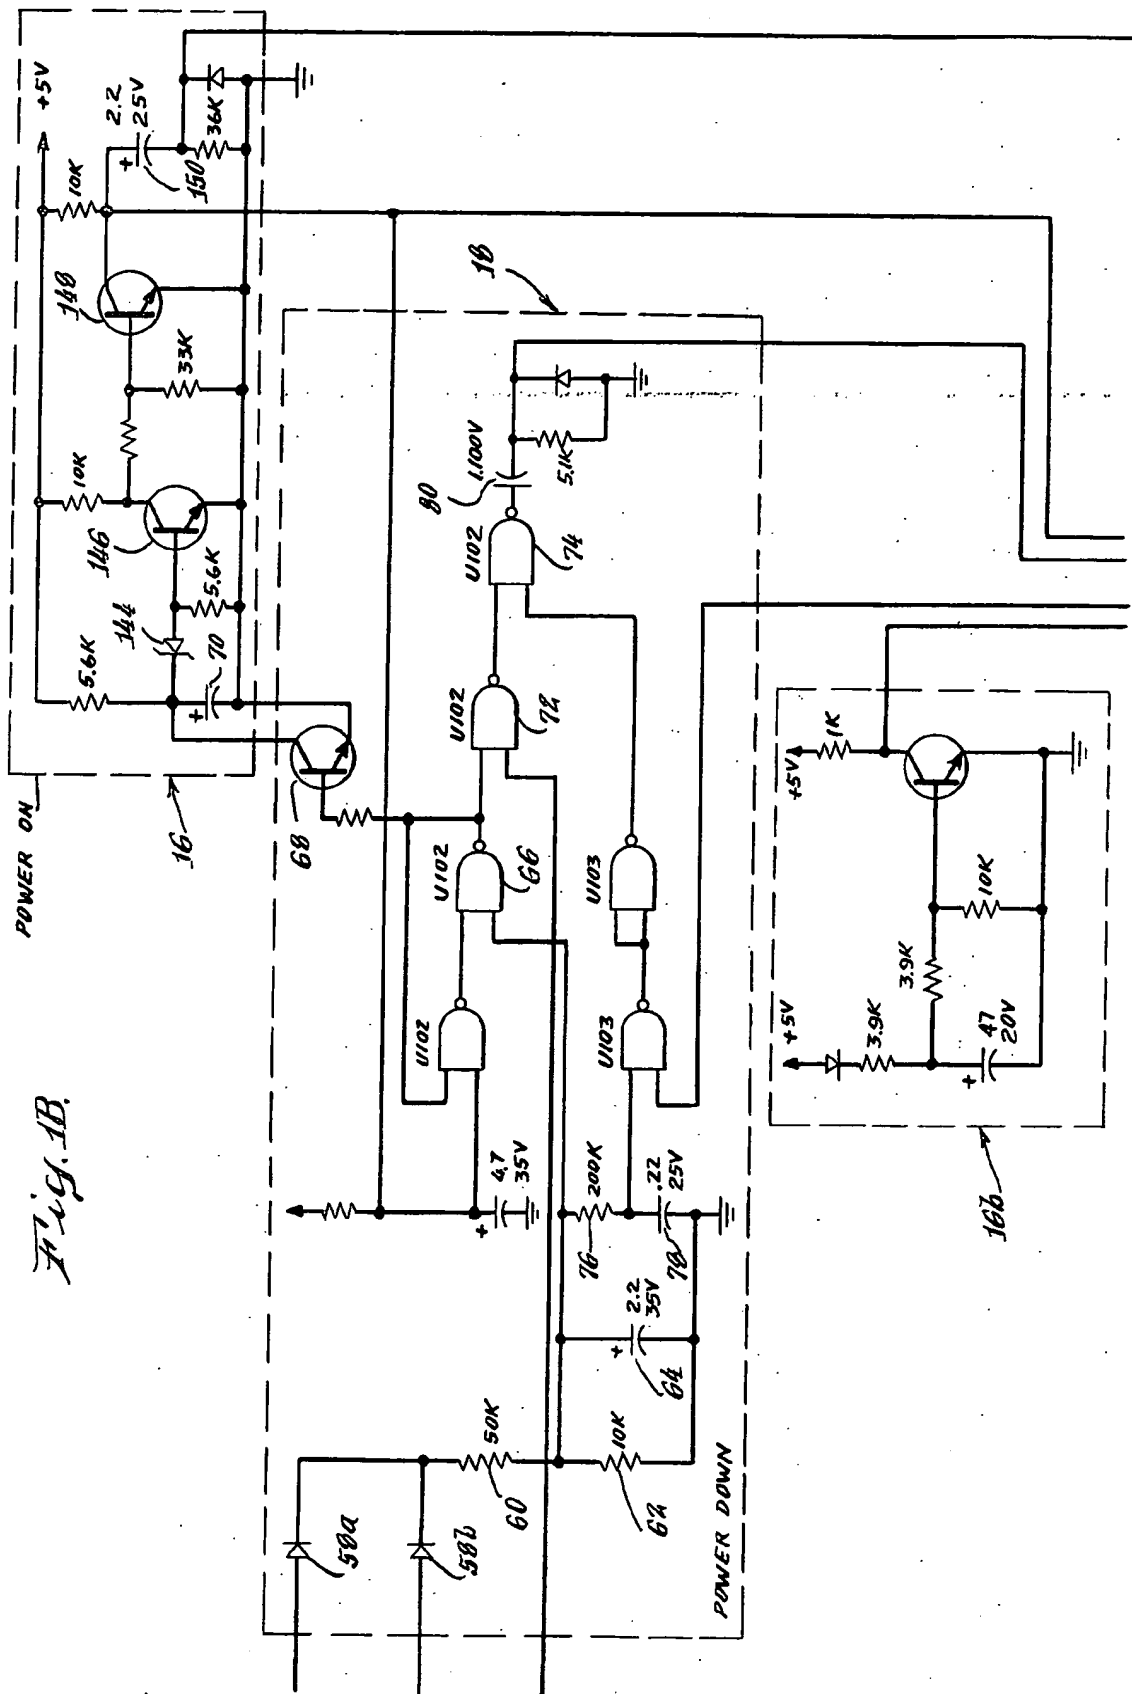 Fig. 1B.
POWER ON
16
+5V
5.6K
144
70
+
5.6K
146
10K
33K
148
10K
2.2
25V
+
150
36K
68
18
U102
U102
66
U102
72
U102
74
80
1.100V
5.1K
U103
U103
4.7
35V
+
200K
76
.22
25V
78
2.2
35V
+
64
50K
60
10K
62
58a
58b
POWER DOWN
+5V
3.9K
47
20V
+
3.9K
10K
+5V
1K
16b